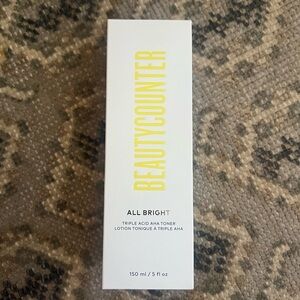 BEAUTYCOUNTER
ALL BRIGHT
TRIPLE ACID AHA TONER
LOTION TONIQUE À TRIPLE AHA
150 ml / 5 fl oz